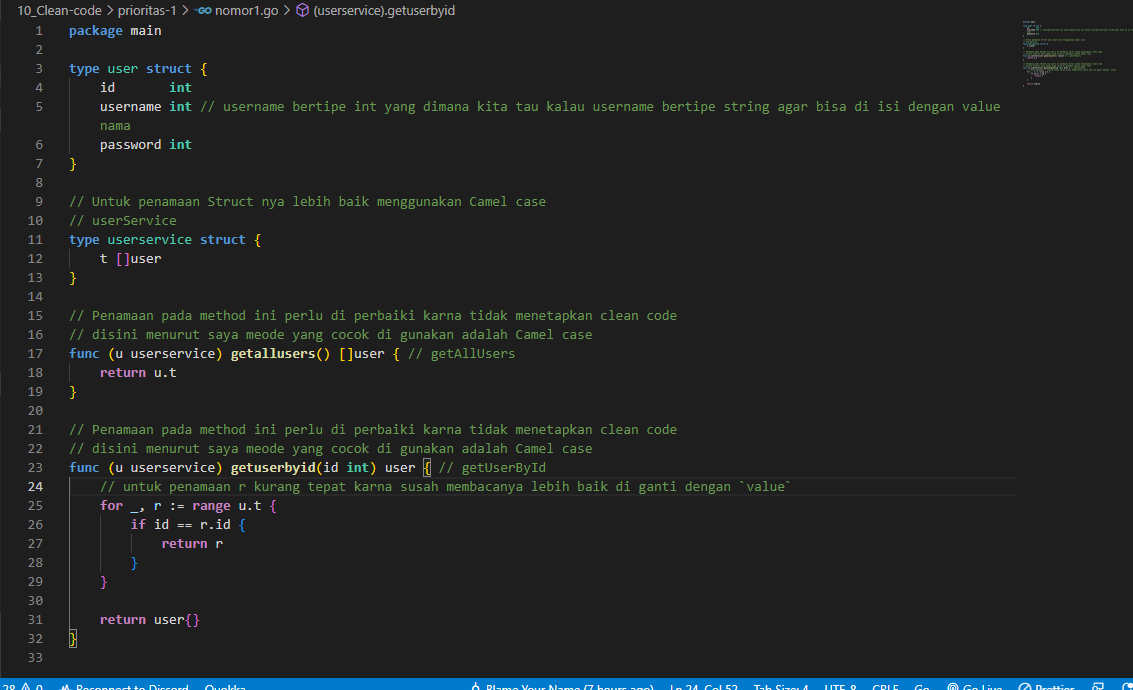 10_Clean-code > prioritas-1 > GO nomor1.go > (userservice).getuserbyid
1 package main
2
3 type user struct {
4 id int
5 username int // username bertipe int yang dimana kita tau kalau username bertipe string agar bisa di isi dengan value
nama
6 password int
7 }
8
9 // Untuk penamaan Struct nya lebih baik menggunakan Camel case
10 // userService
11 type userservice struct {
12 t []user
13 }
14
15 // Penamaan pada method ini perlu di perbaiki karna tidak menetapkan clean code
16 // disini menurut saya meode yang cocok di gunakan adalah Camel case
17 func (u userservice) getallusers() []user { // getAllUsers
18 return u.t
19 }
20
21 // Penamaan pada method ini perlu di perbaiki karna tidak menetapkan clean code
22 // disini menurut saya meode yang cocok di gunakan adalah Camel case
23 func (u userservice) getuserbyid(id int) user { // getUserById
24 // untuk penamaan r kurang tepat karna susah membacanya lebih baik di ganti dengan `value`
25 for _, r := range u.t {
26 if id == r.id {
27 return r
28 }
29 }
30
31 return user{}
32 }
33
28 0 Reconnect to Discord Quokka Blame Your Name (7 hours ago) Ln 24, Col 52 Tab Size: 4 UTF-8 CRLF Go Go Live Prettier